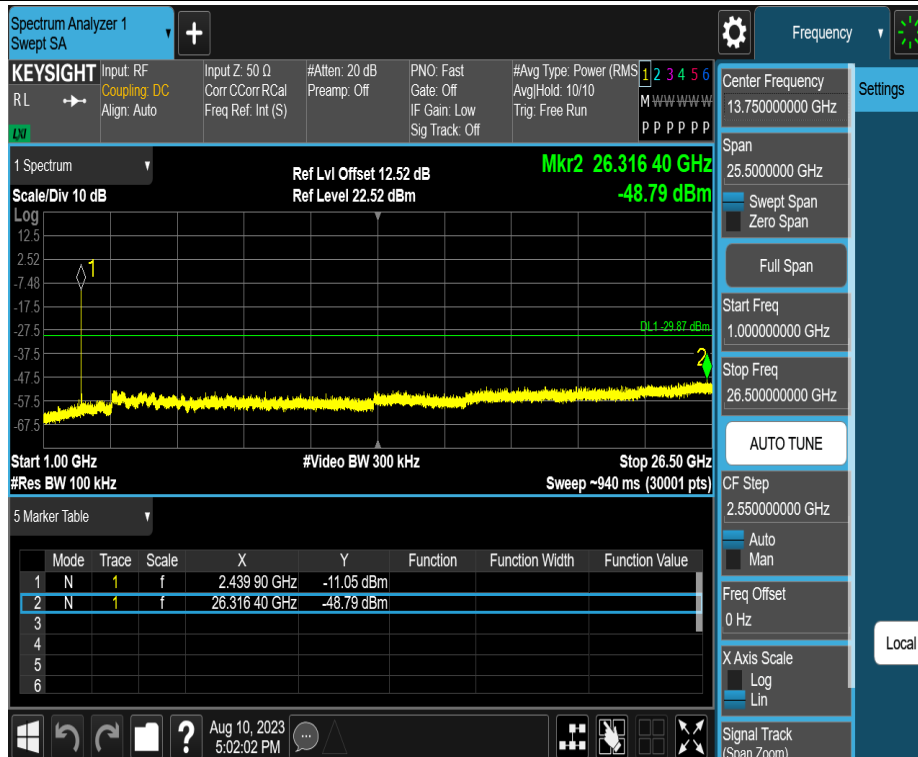 Spectrum Analyzer 1
Swept SA
+
Frequency
KEYSIGHT
R L
LXI
Input: RF
Coupling: DC
Align: Auto
Input Z: 50 Ω
Corr CCorr RCal
Freq Ref: Int (S)
#Atten: 20 dB
Preamp: Off
PNO: Fast
Gate: Off
IF Gain: Low
Sig Track: Off
#Avg Type: Power (RMS
Avg|Hold: 10/10
Trig: Free Run
1 2 3 4 5 6
M W W W W W
P P P P P P
1 Spectrum
Scale/Div 10 dB
Ref Lvl Offset 12.52 dB
Ref Level 22.52 dBm
Mkr2 26.316 40 GHz
-48.79 dBm
Log
12.5
2.52
-7.48
-17.5
-27.5
-37.5
-47.5
-57.5
-67.5
1
DL1 -29.87 dBm
2
Start 1.00 GHz
#Video BW 300 kHz
Stop 26.50 GHz
#Res BW 100 kHz
Sweep ~940 ms (30001 pts)
5 Marker Table
Mode Trace Scale X Y Function Function Width Function Value
1 N 1 f 2.439 90 GHz -11.05 dBm
2 N 1 f 26.316 40 GHz -48.79 dBm
3
4
5
6
Aug 10, 2023
5:02:02 PM
?
Center Frequency
13.750000000 GHz
Span
25.5000000 GHz
Swept Span
Zero Span
Full Span
Start Freq
1.000000000 GHz
Stop Freq
26.500000000 GHz
AUTO TUNE
CF Step
2.550000000 GHz
Auto
Man
Freq Offset
0 Hz
X Axis Scale
Log
Lin
Signal Track
(Span Zoom)
Settings
Local